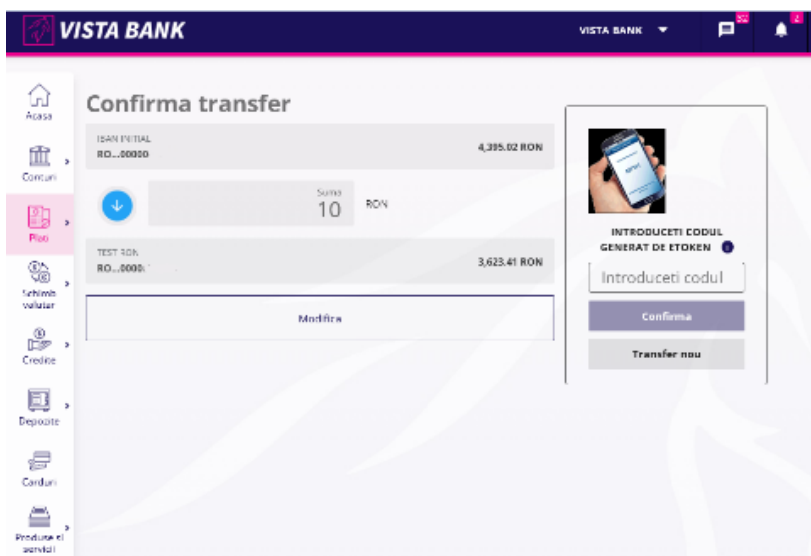 VISTA BANK
VISTA BANK
Acasa
Conturi
Plati
Schimb
valutar
Credite
Depozite
Carduri
Produse si
servicii
Confirma transfer
IBAN INITIAL
RO...00000
4,395.02 RON
Suma
10
RON
TEST RON
RO...0000
3,623.41 RON
Modifica
INTRODUCETI CODUL
GENERAT DE ETOKEN
Introduceti codul
Confirma
Transfer nou